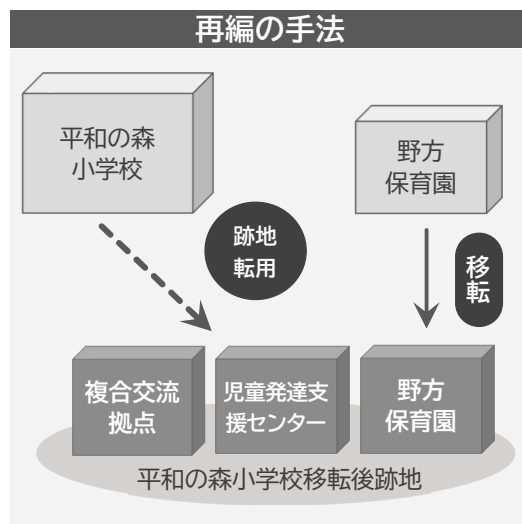 再編の手法
平和の森
小学校
野方
保育園
跡地
転用
移転
複合交流
拠点
児童発達支
援センター
野方
保育園
平和の森小学校移転後跡地